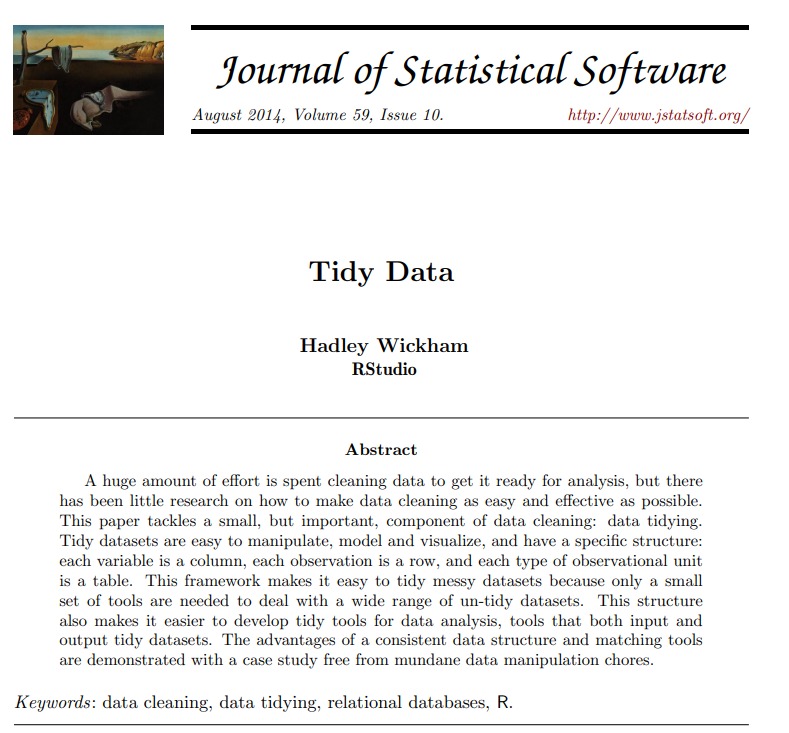 Journal of Statistical Software
August 2014, Volume 59, Issue 10.
http://www.jstatsoft.org/
Tidy Data
Hadley Wickham
RStudio
Abstract
A huge amount of effort is spent cleaning data to get it ready for analysis, but there
has been little research on how to make data cleaning as easy and effective as possible.
This paper tackles a small, but important, component of data cleaning: data tidying.
Tidy datasets are easy to manipulate, model and visualize, and have a specific structure:
each variable is a column, each observation is a row, and each type of observational unit
is a table. This framework makes it easy to tidy messy datasets because only a small
set of tools are needed to deal with a wide range of un-tidy datasets. This structure
also makes it easier to develop tidy tools for data analysis, tools that both input and
output tidy datasets. The advantages of a consistent data structure and matching tools
are demonstrated with a case study free from mundane data manipulation chores.
Keywords: data cleaning, data tidying, relational databases, R.